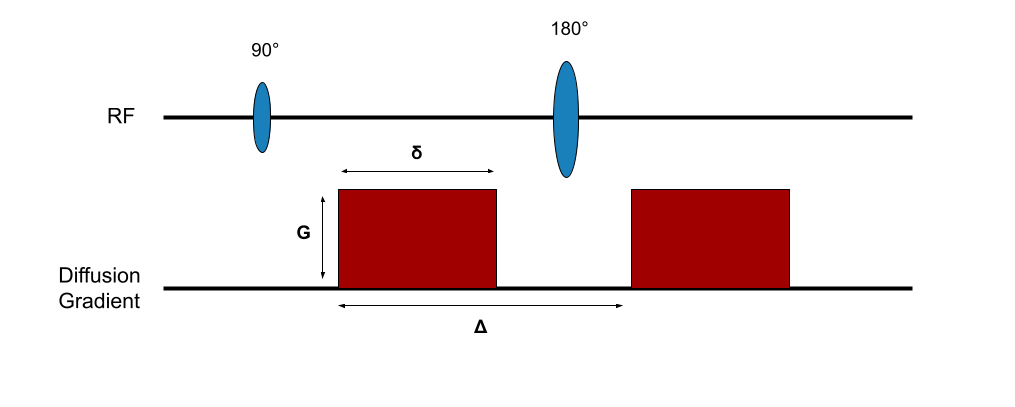 180°
90°
RF
δ
G
Diffusion
Gradient
Δ